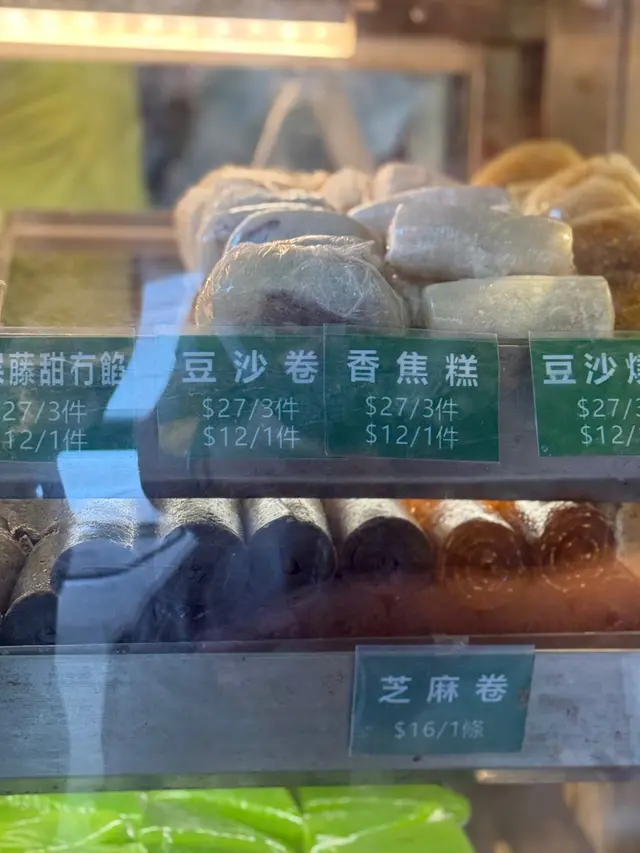 藤甜冇餡
27/3件
12/1件
豆沙卷
$27/3件
$12/1件
香焦糕
$27/3件
$12/1件
豆沙
$27/3
$12/
芝麻卷
$16/1條